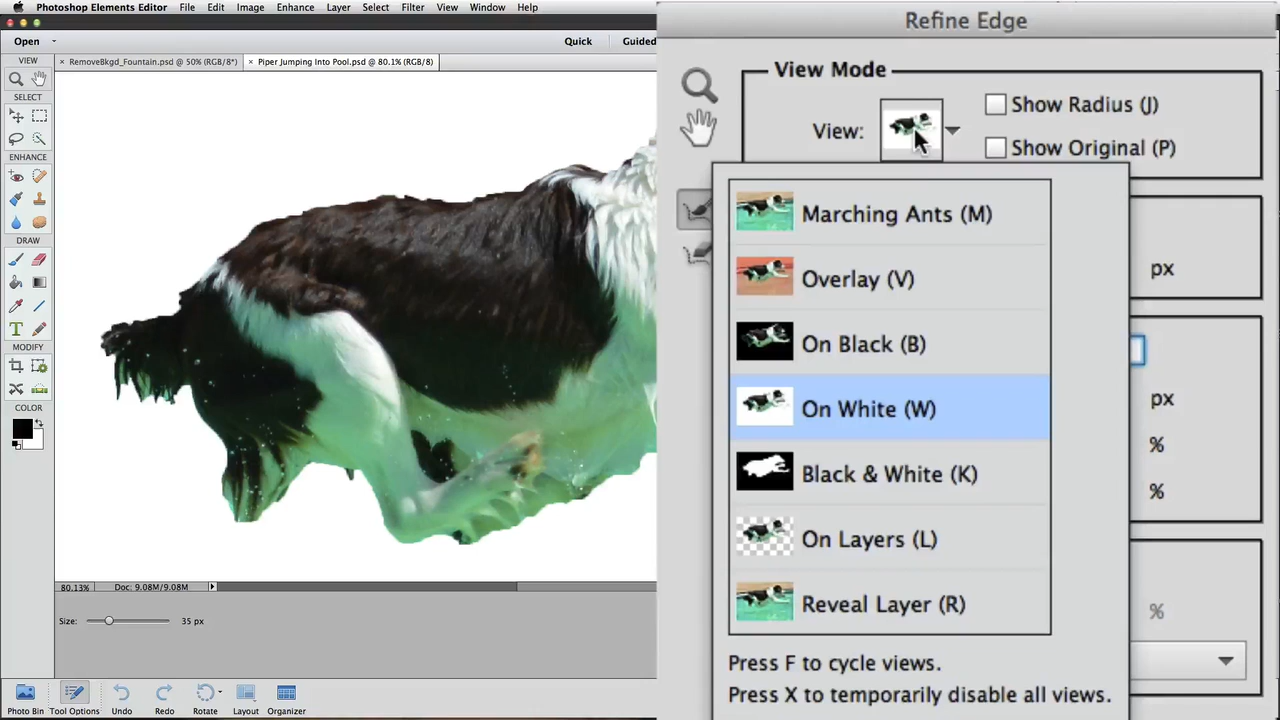 Photoshop Elements Editor File Edit Image Enhance Layer Select Filter View Window Help
Open Quick Guided
VIEW
× RemoveBkgd_Fountain.psd @ 50% (RGB/8*) × Piper Jumping Into Pool.psd @ 80.1% (RGB/8)
SELECT
ENHANCE
DRAW
T
MODIFY
COLOR
80.13% Doc: 9.08M/9.08M
Size: 35 px
Photo Bin Tool Options Undo Redo Rotate Layout Organizer
Refine Edge
View Mode
View:
Show Radius (J)
Show Original (P)
Marching Ants (M)
Overlay (V)
On Black (B)
On White (W)
Black & White (K)
On Layers (L)
Reveal Layer (R)
Press F to cycle views.
Press X to temporarily disable all views.
px
px
%
%
%